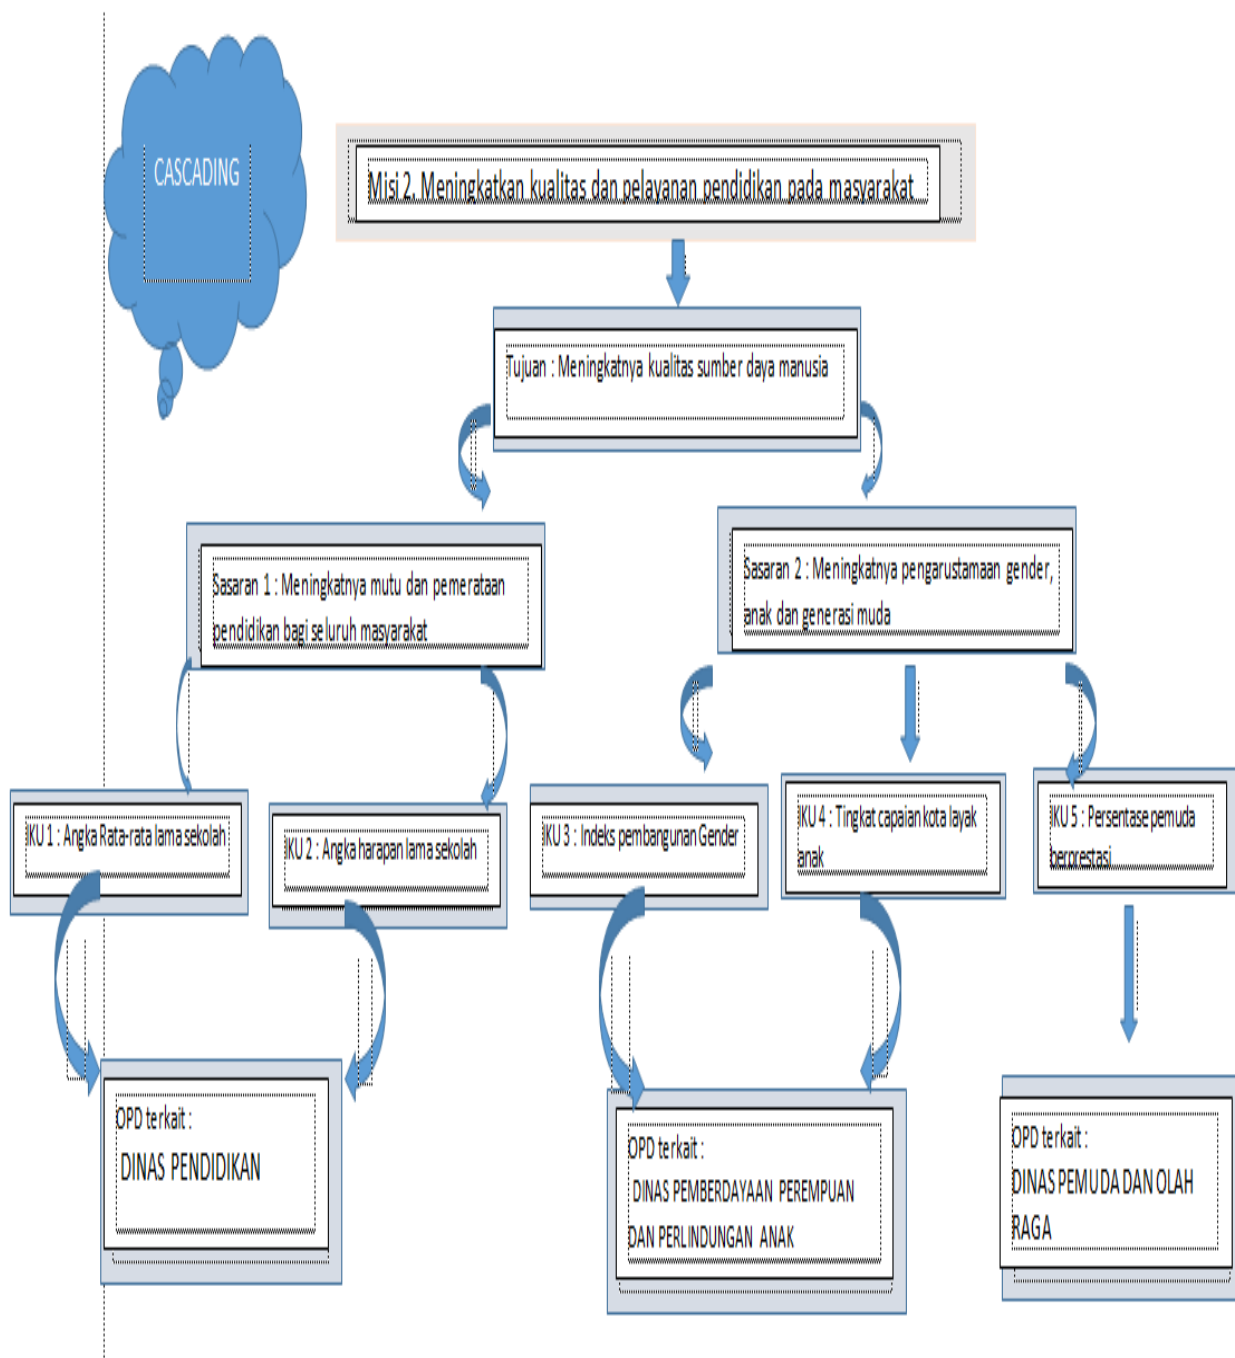 CASCADING
Misi 2. Meningkatkan kualitas dan pelayanan pendidikan pada masyarakat
Tujuan : Meningkatnya kualitas sumber daya manusia
Sasaran 1 : Meningkatnya mutu dan pemerataan
pendidikan bagi seluruh masyarakat
Sasaran 2 : Meningkatnya pengarustamaan gender,
anak dan generasi muda
IKU 1 : Angka Rata-rata lama sekolah
IKU 2 : Angka harapan lama sekolah
IKU 3 : Indeks pembangunan Gender
IKU 4 : Tingkat capaian kota layak
anak
IKU 5 : Persentase pemuda
berprestasi
OPD terkait :
DINAS PENDIDIKAN
OPD terkait :
DINAS PEMBERDAYAAN PEREMPUAN
DAN PERLINDUNGAN ANAK
OPD terkait :
DINAS PEMUDA DAN OLAH
RAGA